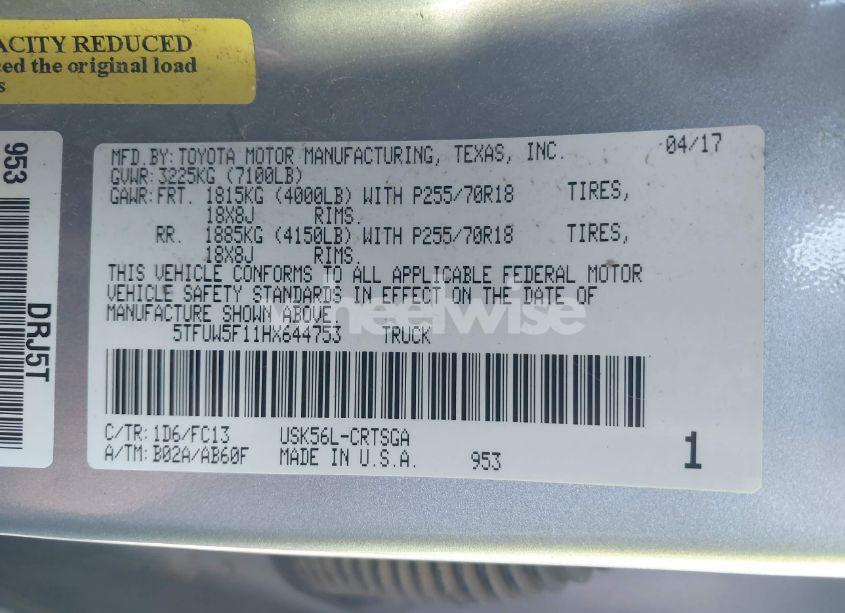 ACITY REDUCED
ced the original load
s
953
DRJ5T
MFD.BY:TOYOTA MOTOR MANUFACTURING, TEXAS, INC. 04/17
GVWR:3225KG (7100LB)
GAWR:FRT. 1815KG (4000LB) WITH P255/70R18 TIRES,
18X8J RIMS.
RR. 1885KG (4150LB) WITH P255/70R18 TIRES,
18X8J RIMS.
THIS VEHICLE CONFORMS TO ALL APPLICABLE FEDERAL MOTOR
VEHICLE SAFETY STANDARDS IN EFFECT ON THE DATE OF
MANUFACTURE SHOWN ABOVE.
wheelwise
5TFUW5F11HX644753 TRUCK
C/TR:1D6/FC13 USK56L-CRTSGA
A/TM:B02A/AB60F MADE IN U.S.A. 953 1